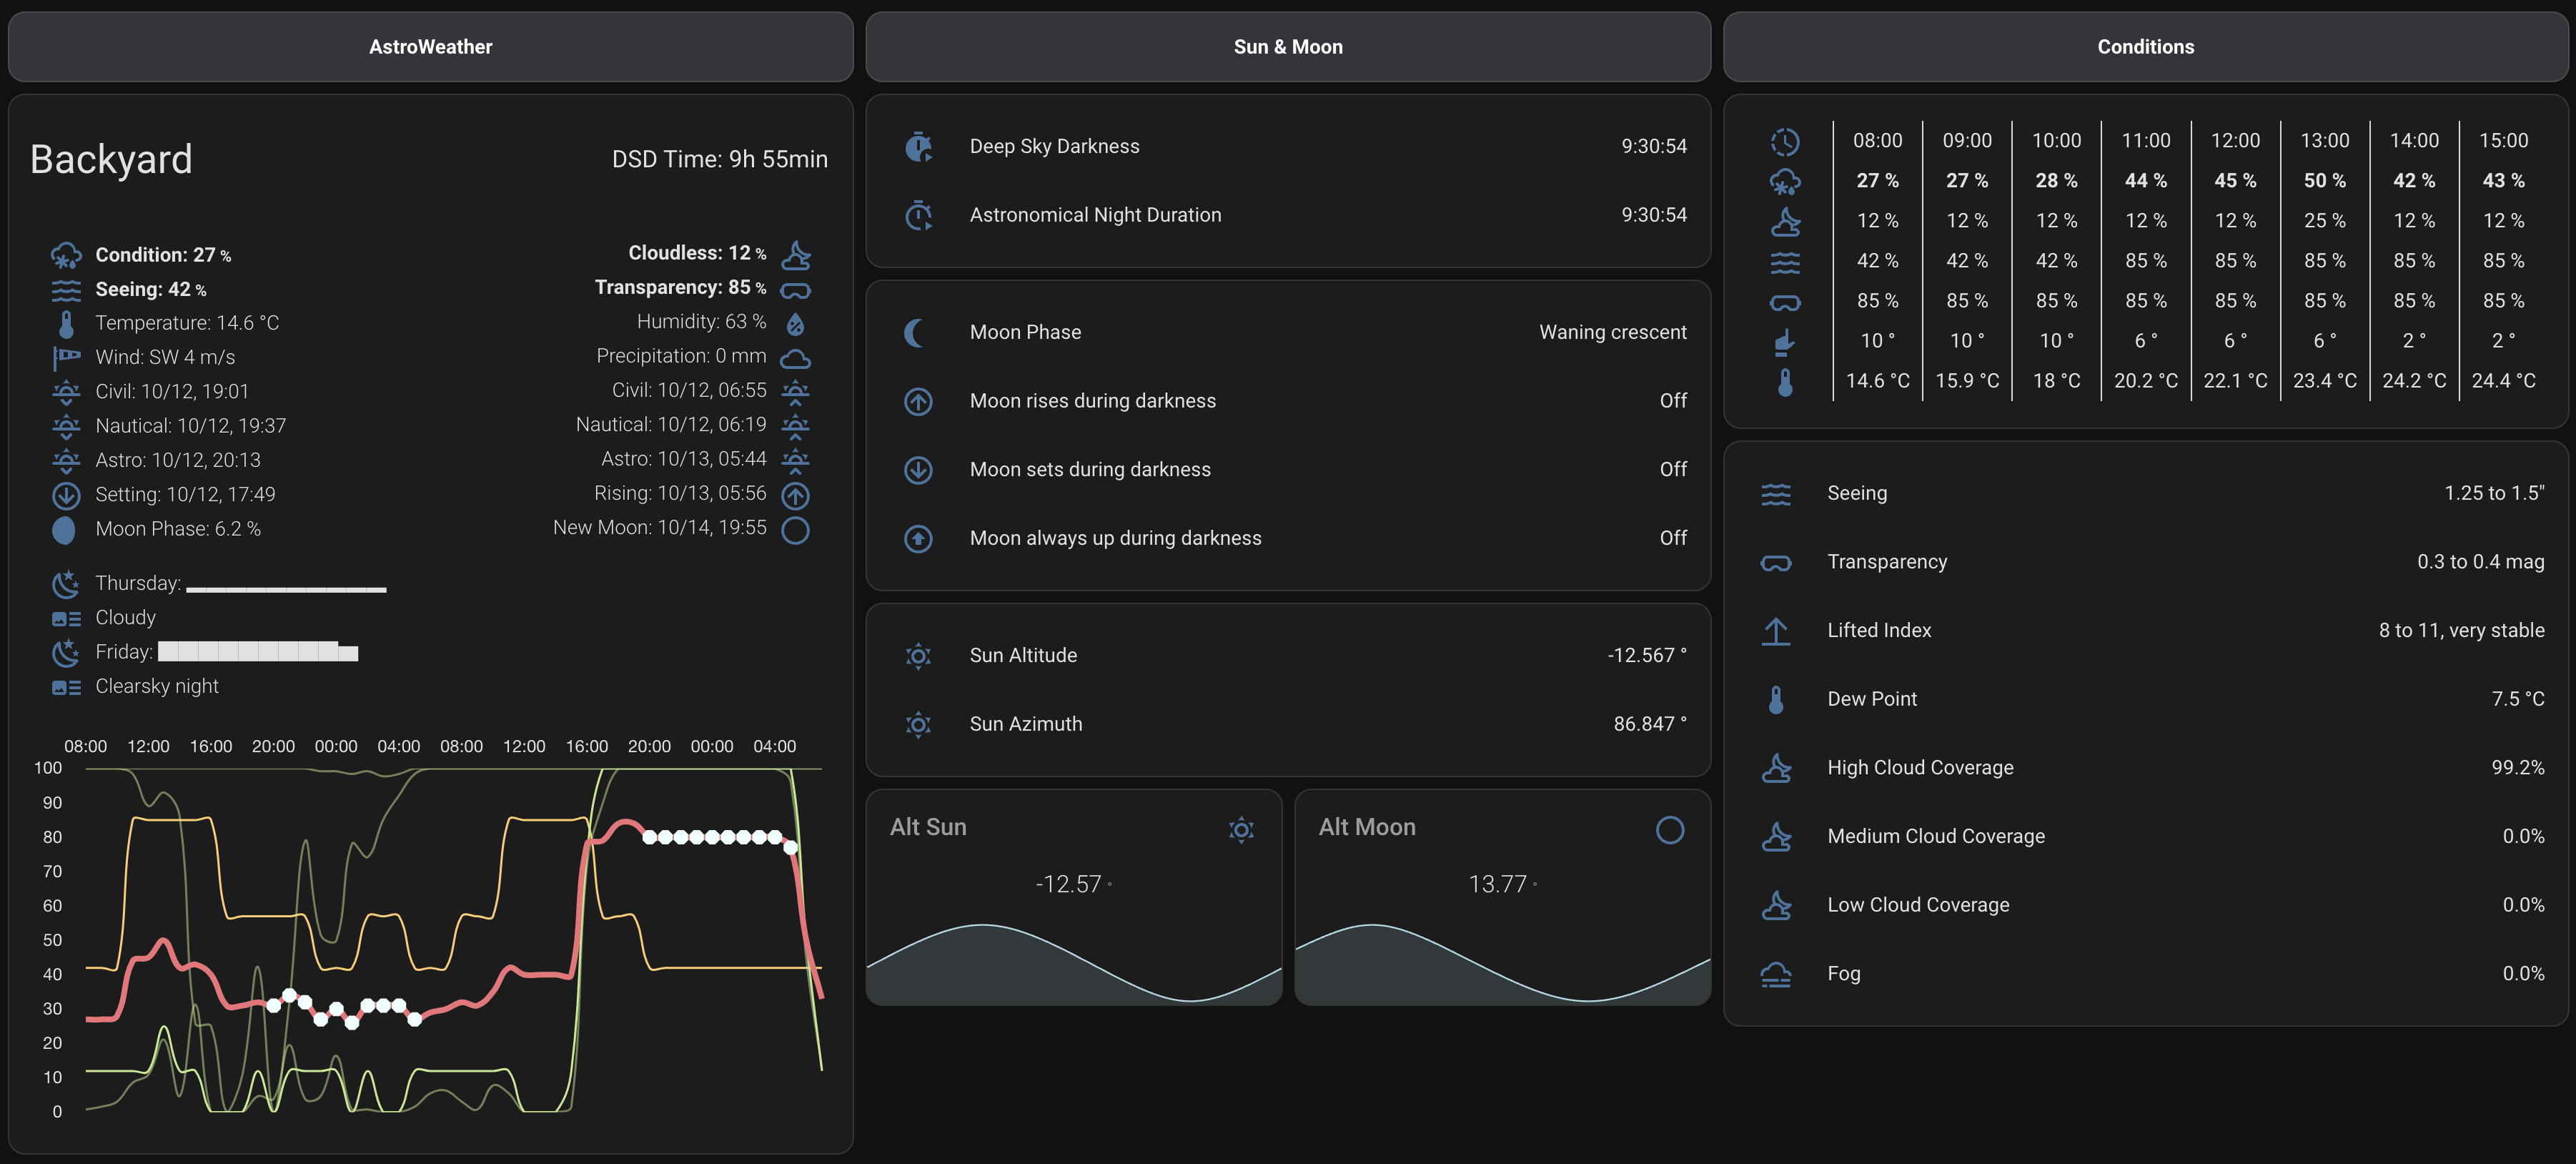 AstroWeather
Backyard
DSD Time: 9h 55min
Condition: 27 %
Cloudless: 12 %
Seeing: 42 %
Transparency: 85 %
Temperature: 14.6 °C
Humidity: 63 %
Wind: SW 4 m/s
Precipitation: 0 mm
Civil: 10/12, 19:01
Civil: 10/12, 06:55
Nautical: 10/12, 19:37
Nautical: 10/12, 06:19
Astro: 10/12, 20:13
Astro: 10/13, 05:44
Setting: 10/12, 17:49
Rising: 10/13, 05:56
Moon Phase: 6.2 %
New Moon: 10/14, 19:55
Thursday: ▁▁▁▁▁▁▁▁▁▁
Cloudy
Friday: █████████▆
Clearsky night
08:00 12:00 16:00 20:00 00:00 04:00 08:00 12:00 16:00 20:00 00:00 04:00
100
90
80
70
60
50
40
30
20
10
0
Sun & Moon
Deep Sky Darkness 9:30:54
Astronomical Night Duration 9:30:54
Moon Phase Waning crescent
Moon rises during darkness Off
Moon sets during darkness Off
Moon always up during darkness Off
Sun Altitude -12.567 °
Sun Azimuth 86.847 °
Alt Sun
-12.57 °
Alt Moon
13.77 °
Conditions
08:00 09:00 10:00 11:00 12:00 13:00 14:00 15:00
27 % 27 % 28 % 44 % 45 % 50 % 42 % 43 %
12 % 12 % 12 % 12 % 12 % 25 % 12 % 12 %
42 % 42 % 42 % 85 % 85 % 85 % 85 % 85 %
85 % 85 % 85 % 85 % 85 % 85 % 85 % 85 %
10 ° 10 ° 10 ° 6 ° 6 ° 6 ° 2 ° 2 °
14.6 °C 15.9 °C 18 °C 20.2 °C 22.1 °C 23.4 °C 24.2 °C 24.4 °C
Seeing 1.25 to 1.5"
Transparency 0.3 to 0.4 mag
Lifted Index 8 to 11, very stable
Dew Point 7.5 °C
High Cloud Coverage 99.2%
Medium Cloud Coverage 0.0%
Low Cloud Coverage 0.0%
Fog 0.0%